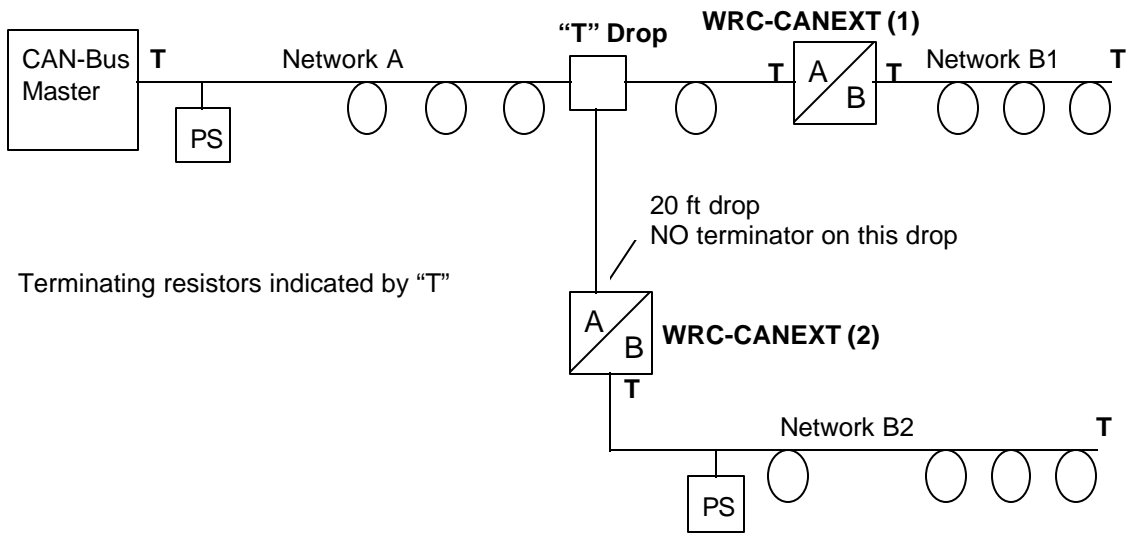 WRC-CANEXT (1)
“T” Drop
CAN-Bus
Master
T
Network A
T
A
B
T
Network B1
T
PS
20 ft drop
NO terminator on this drop
Terminating resistors indicated by “T”
A
B
WRC-CANEXT (2)
T
Network B2
T
PS